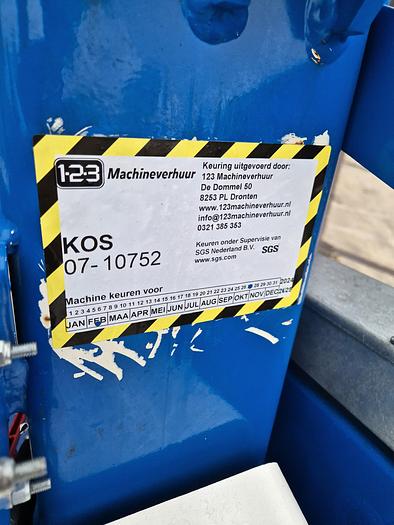 1-2-3 Machineverhuur
Keuring uitgevoerd door:
123 Machineverhuur
De Dommel 50
8253 PL Dronten
www.123machineverhuur.nl
info@123machineverhuur.nl
0321 385 353
KOS
07-10752
Keuren onder Supervisie van
SGS Nederland B.V. SGS
www.sgs.com
Machine keuren voor
1 2 3 4 5 6 7 8 9 10 11 12 13 14 15 16 17 18 19 20 21 22 23 24 25 26 28 29 30 31 2024
JAN FEB MAA APR MEI JUN JUL AUG SEP OKT NOV DEC